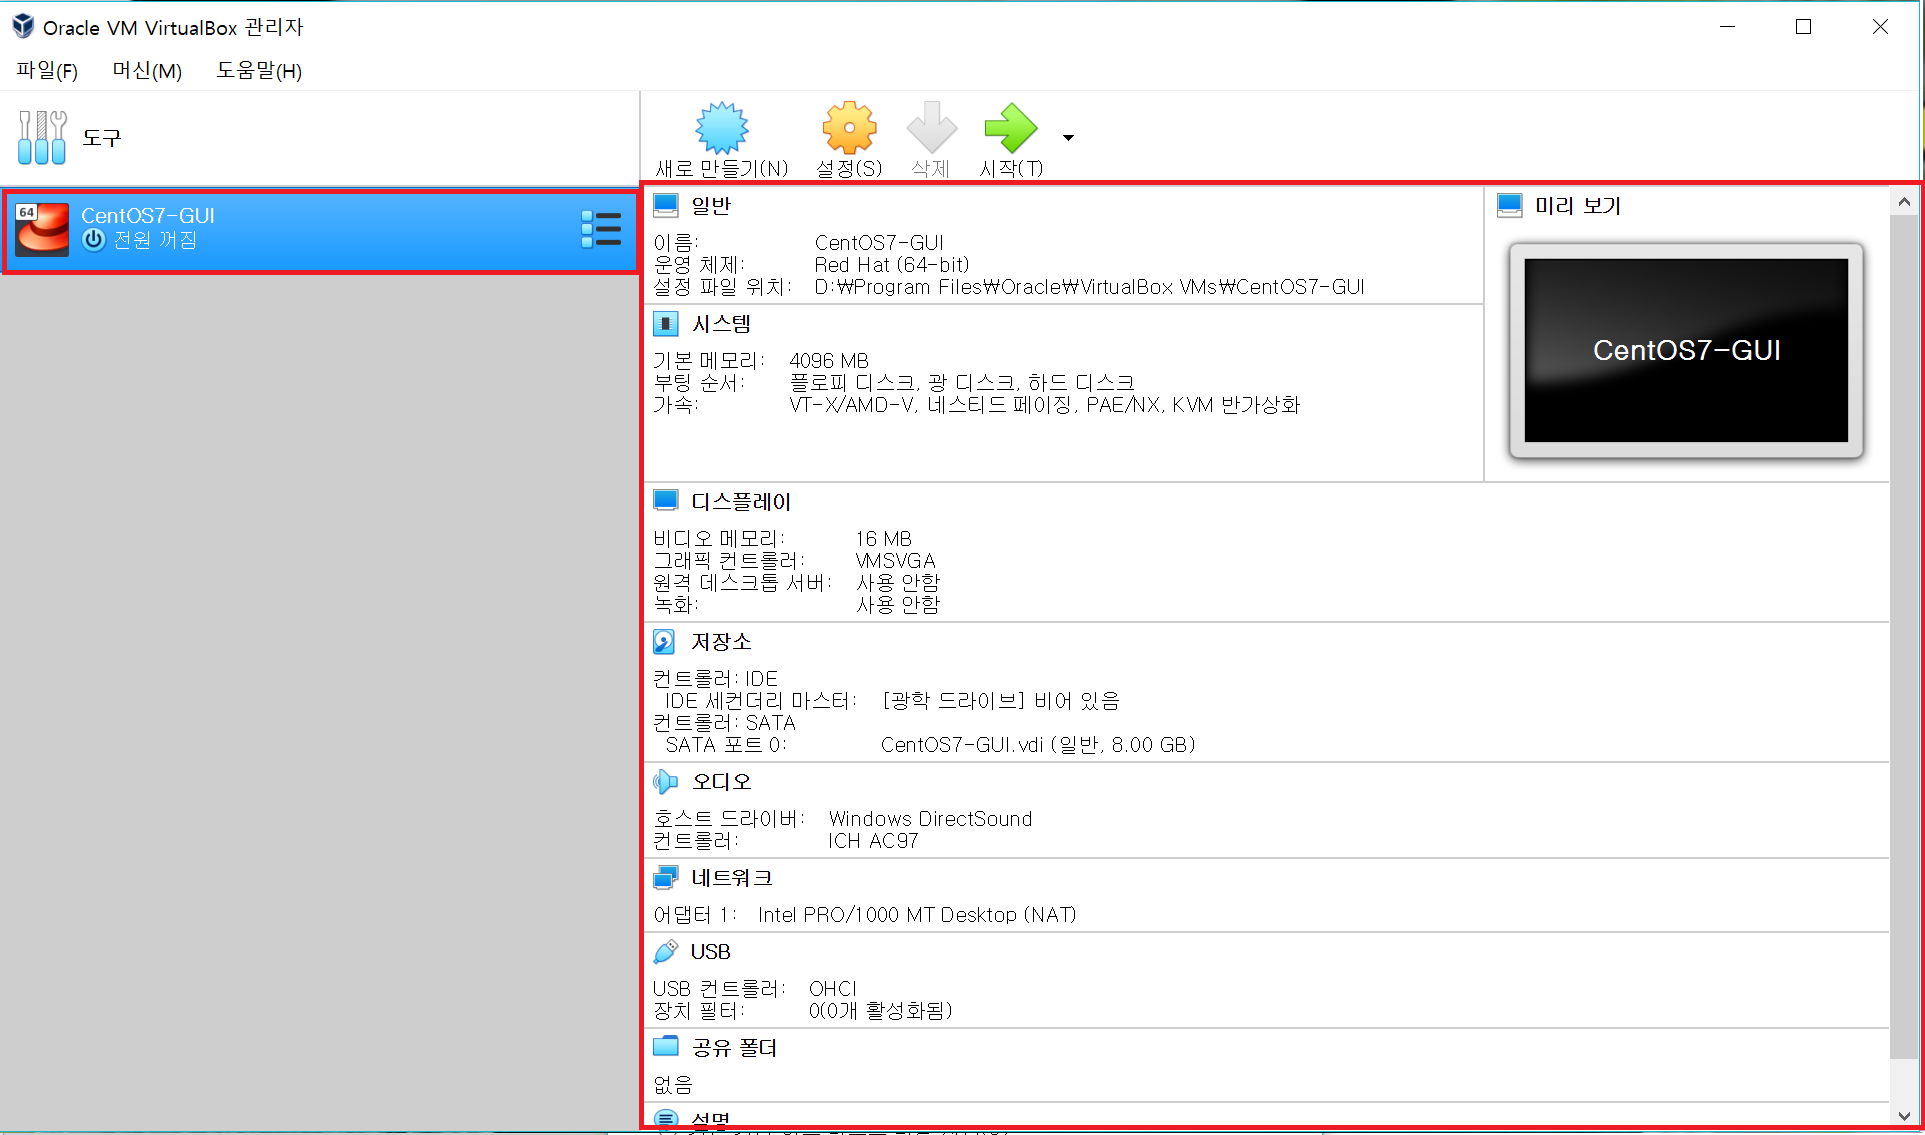 Oracle VM VirtualBox 관리자
파일(F) 머신(M) 도움말(H)
도구
새로 만들기(N) 설정(S) 삭제 시작(T)
64
CentOS7-GUI
전원 꺼짐
일반
이름: CentOS7-GUI
운영 체제: Red Hat (64-bit)
설정 파일 위치: D:₩Program Files₩Oracle₩VirtualBox VMs₩CentOS7-GUI
미리 보기
CentOS7-GUI
시스템
기본 메모리: 4096 MB
부팅 순서: 플로피 디스크, 광 디스크, 하드 디스크
가속: VT-X/AMD-V, 네스티드 페이징, PAE/NX, KVM 반가상화
디스플레이
비디오 메모리: 16 MB
그래픽 컨트롤러: VMSVGA
원격 데스크톱 서버: 사용 안함
녹화: 사용 안함
저장소
컨트롤러: IDE
IDE 세컨더리 마스터: [광학 드라이브] 비어 있음
컨트롤러: SATA
SATA 포트 0: CentOS7-GUI.vdi (일반, 8.00 GB)
오디오
호스트 드라이버: Windows DirectSound
컨트롤러: ICH AC97
네트워크
어댑터 1: Intel PRO/1000 MT Desktop (NAT)
USB
USB 컨트롤러: OHCI
장치 필터: 0(0개 활성화됨)
공유 폴더
없음
설명